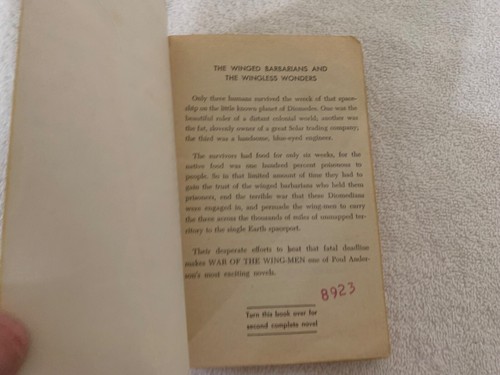 THE WINGED BARBARIANS AND
THE WINGLESS WONDERS
Only three humans survived the wreck of that space-
ship on the little known planet of Diomedes. One was the
beautiful ruler of a distant colonial world; another was
the fat, slovenly owner of a great Solar trading company;
the third was a handsome, blue-eyed engineer.
The survivors had food for only six weeks, for the
native food was one hundred percent poisonous to
people. So in that limited amount of time they had to
gain the trust of the winged barbarians who held them
prisoners, end the terrible war that these Diomedians
were engaged in, and persuade the wing-men to carry
the three across the thousands of miles of unmapped ter-
ritory to the single Earth spaceport.
Their desperate efforts to beat that fatal deadline
makes WAR OF THE WING-MEN one of Poul Ander-
son's most exciting novels.
8923
Turn this book over for
second complete novel